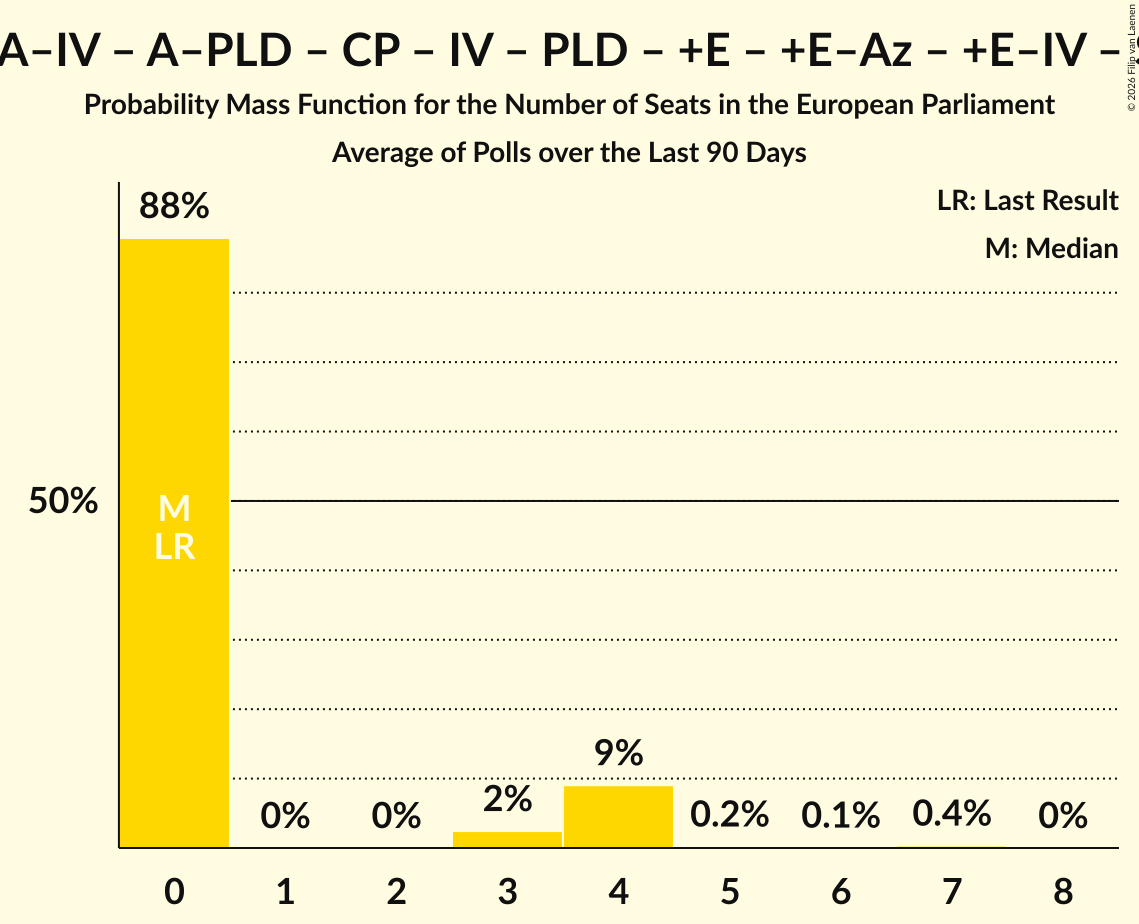 A–IV – A–PLD – CP – IV – PLD – +E – +E–Az – +E–IV –
© 2026 Filip van Laenen
Probability Mass Function for the Number of Seats in the European Parliament
Average of Polls over the Last 90 Days
LR: Last Result
M: Median
88%
50%
M
LR
9%
2%
0% 0% 0.2% 0.1% 0.4% 0%
0 1 2 3 4 5 6 7 8